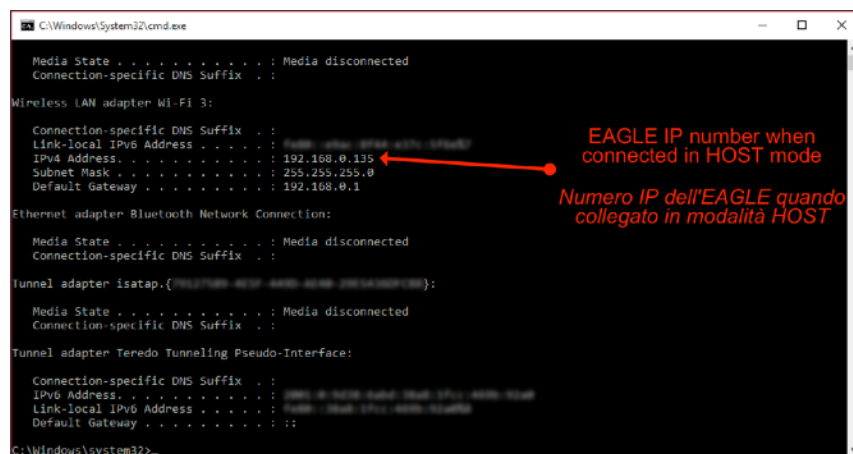 C:\Windows\System32\cmd.exe
Media State . . . . . . . . . . . : Media disconnected
Connection-specific DNS Suffix  . :
Wireless LAN adapter Wi-Fi 3:
Connection-specific DNS Suffix  . :
Link-local IPv6 Address . . . . . :
IPv4 Address. . . . . . . . . . . : 192.168.0.135
Subnet Mask . . . . . . . . . . . : 255.255.255.0
Default Gateway . . . . . . . . . : 192.168.0.1
EAGLE IP number when
connected in HOST mode
Numero IP dell'EAGLE quando
collegato in modalità HOST
Ethernet adapter Bluetooth Network Connection:
Media State . . . . . . . . . . . : Media disconnected
Connection-specific DNS Suffix  . :
Tunnel adapter isatap.{ }:
Media State . . . . . . . . . . . : Media disconnected
Connection-specific DNS Suffix  . :
Tunnel adapter Teredo Tunneling Pseudo-Interface:
Connection-specific DNS Suffix  . :
IPv6 Address. . . . . . . . . . . :
Link-local IPv6 Address . . . . . :
Default Gateway . . . . . . . . . : ::
C:\Windows\system32>_